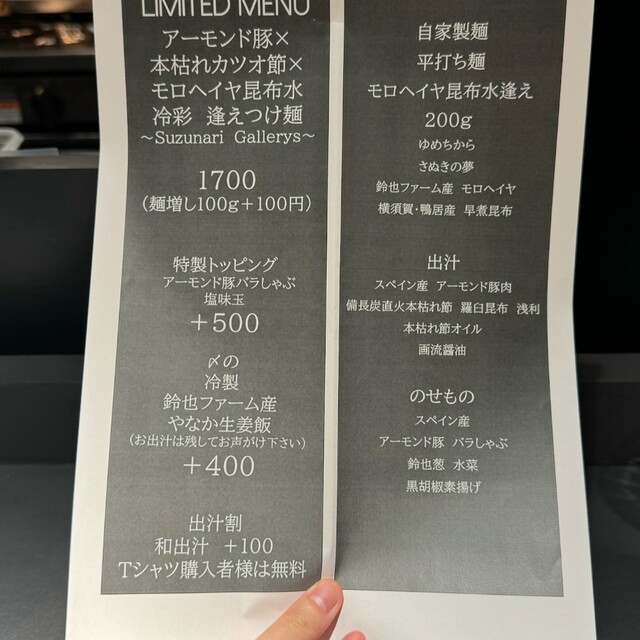 LIMITED MENU
アーモンド豚×
本枯れカツオ節×
モロヘイヤ昆布水
冷彩 逢えつけ麺
～Suzunari Gallerys～
1700
（麺増し100g＋100円）
特製トッピング
アーモンド豚バラしゃぶ
塩味玉
＋500
〆の
冷製
鈴也ファーム産
やなか生姜飯
（お出汁は残してお声がけ下さい）
＋400
出汁割
和出汁 ＋100
Tシャツ購入者様は無料
自家製麺
平打ち麺
モロヘイヤ昆布水逢え
200g
ゆめちから
さぬきの夢
鈴也ファーム産 モロヘイヤ
横須賀・鴨居産 早煮昆布
出汁
スペイン産 アーモンド豚肉
備長炭直火本枯れ節 羅臼昆布 浅利
本枯れ節オイル
画流醤油
のせもの
スペイン産
アーモンド豚 バラしゃぶ
鈴也葱 水菜
黒胡椒素揚げ